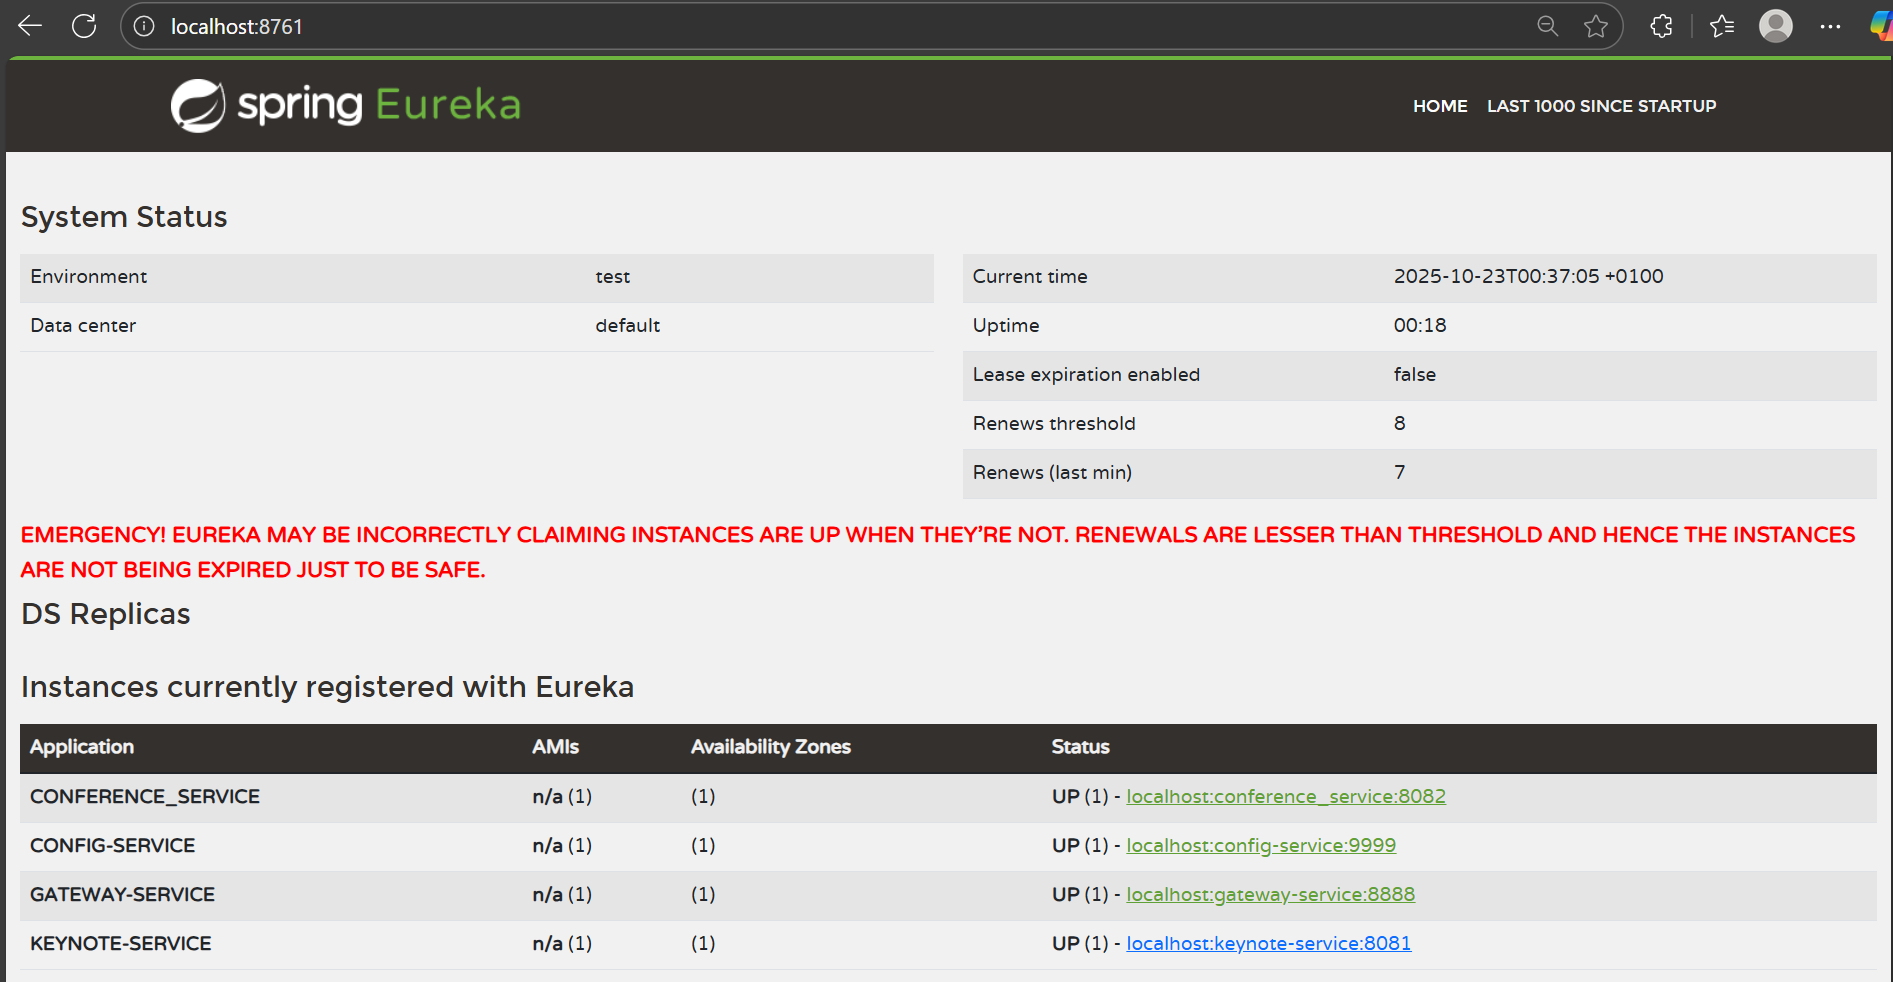 localhost:8761
spring Eureka
HOME LAST 1000 SINCE STARTUP
System Status
Environment test
Data center default
Current time 2025-10-23T00:37:05 +0100
Uptime 00:18
Lease expiration enabled false
Renews threshold 8
Renews (last min) 7
EMERGENCY! EUREKA MAY BE INCORRECTLY CLAIMING INSTANCES ARE UP WHEN THEY'RE NOT. RENEWALS ARE LESSER THAN THRESHOLD AND HENCE THE INSTANCES
ARE NOT BEING EXPIRED JUST TO BE SAFE.
DS Replicas
Instances currently registered with Eureka
Application AMIs Availability Zones Status
CONFERENCE_SERVICE n/a (1) (1) UP (1) - localhost:conference_service:8082
CONFIG-SERVICE n/a (1) (1) UP (1) - localhost:config-service:9999
GATEWAY-SERVICE n/a (1) (1) UP (1) - localhost:gateway-service:8888
KEYNOTE-SERVICE n/a (1) (1) UP (1) - localhost:keynote-service:8081